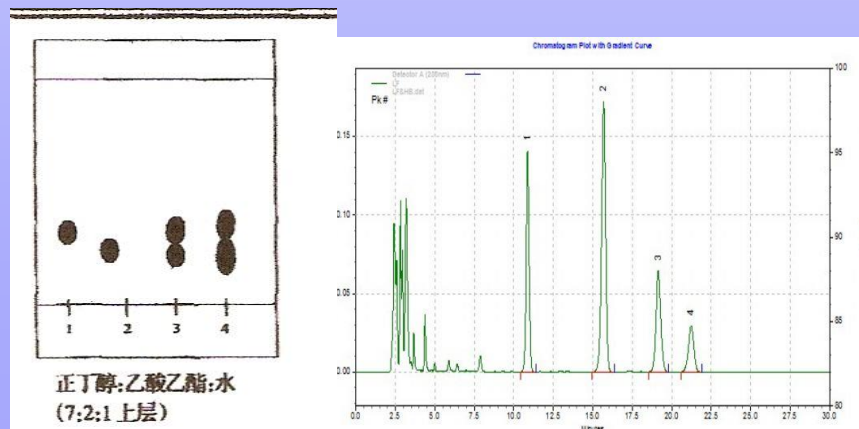 1 2 3 4
正丁醇:乙酸乙酯:水
(7:2:1 上层)
Chromatogram Plot with Gradient Curve
Detector A (205nm)
LF
Pk #
1
2
3
4
0.15
0.10
0.05
0.00
100
95
90
85
80
0.0 2.5 5.0 7.5 10.0 12.5 15.0 17.5 20.0 22.5 25.0 27.5 30.0
Minutes